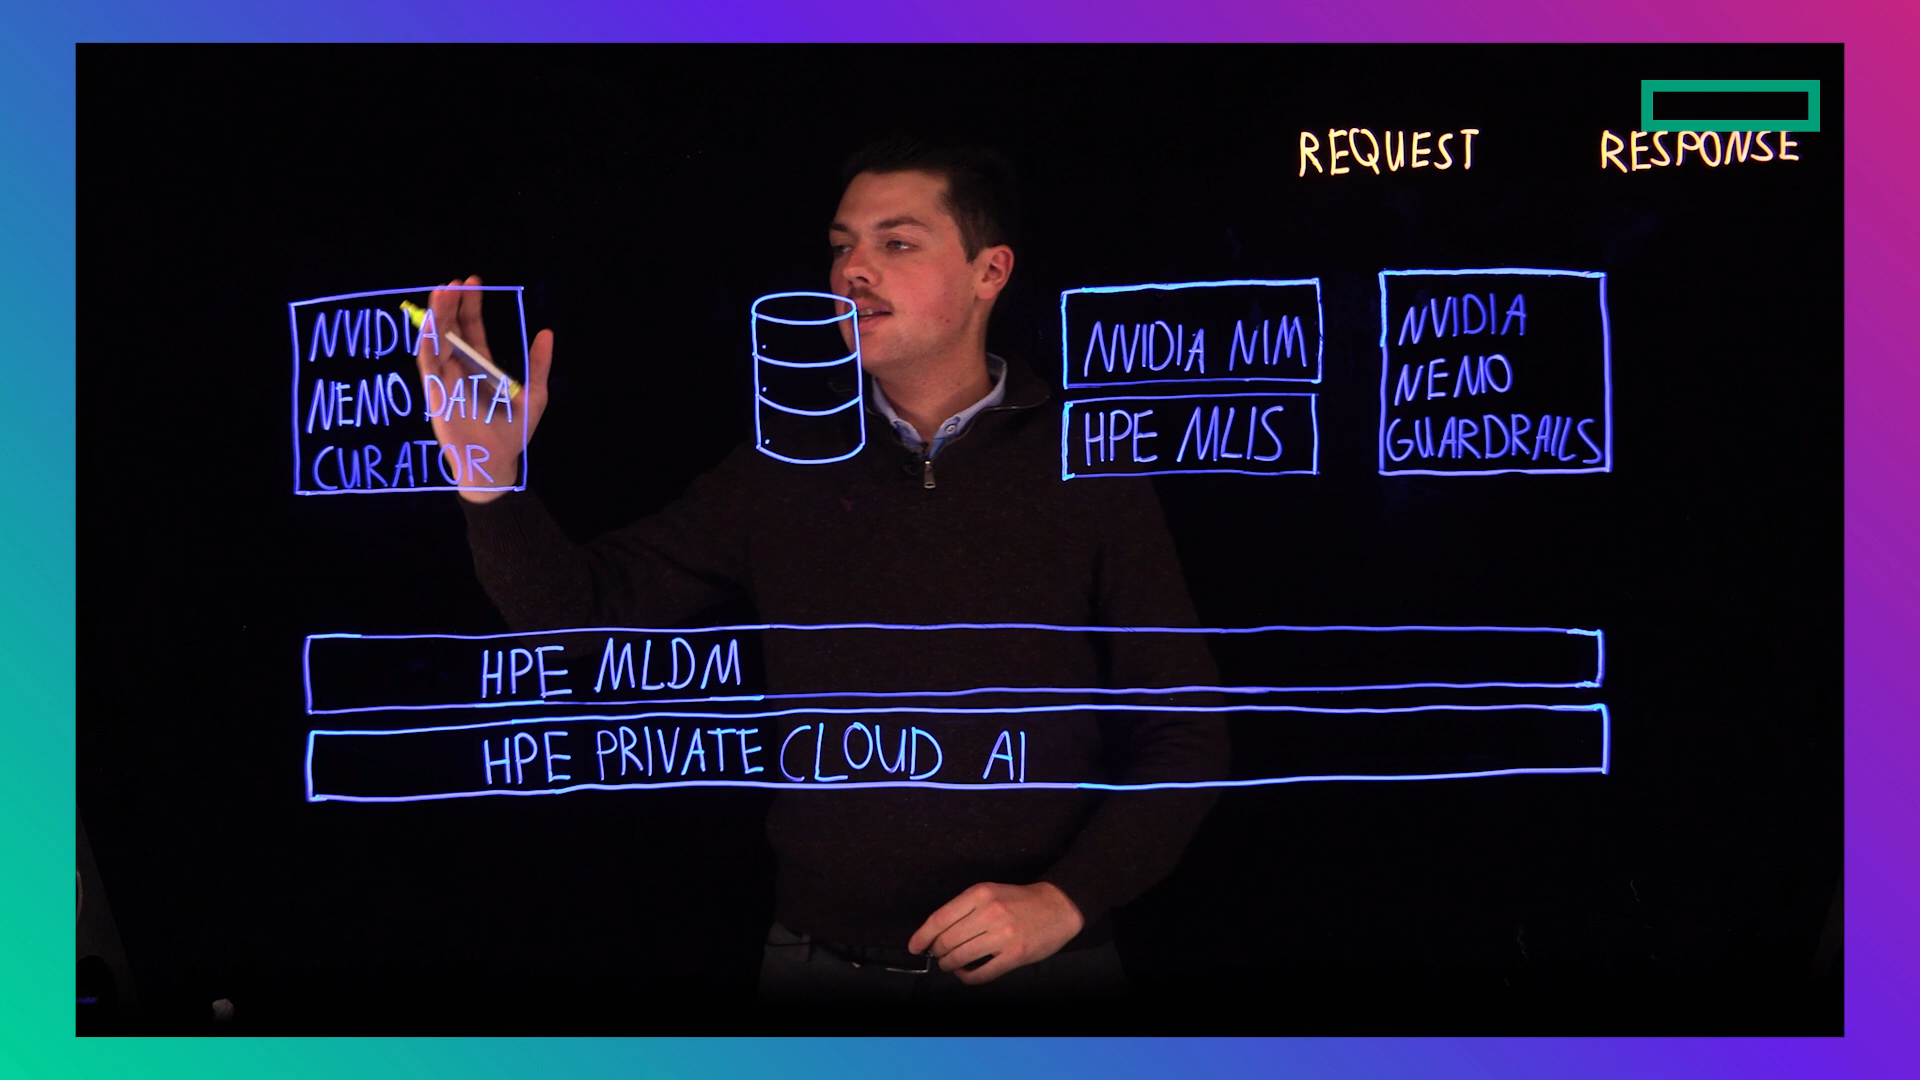 REQUEST
RESPONSE
NVIDIA
NEMO DATA
CURATOR
NVIDIA NIM
HPE MLIS
NVIDIA
NEMO
GUARDRAILS
HPE MLDM
HPE PRIVATE CLOUD AI